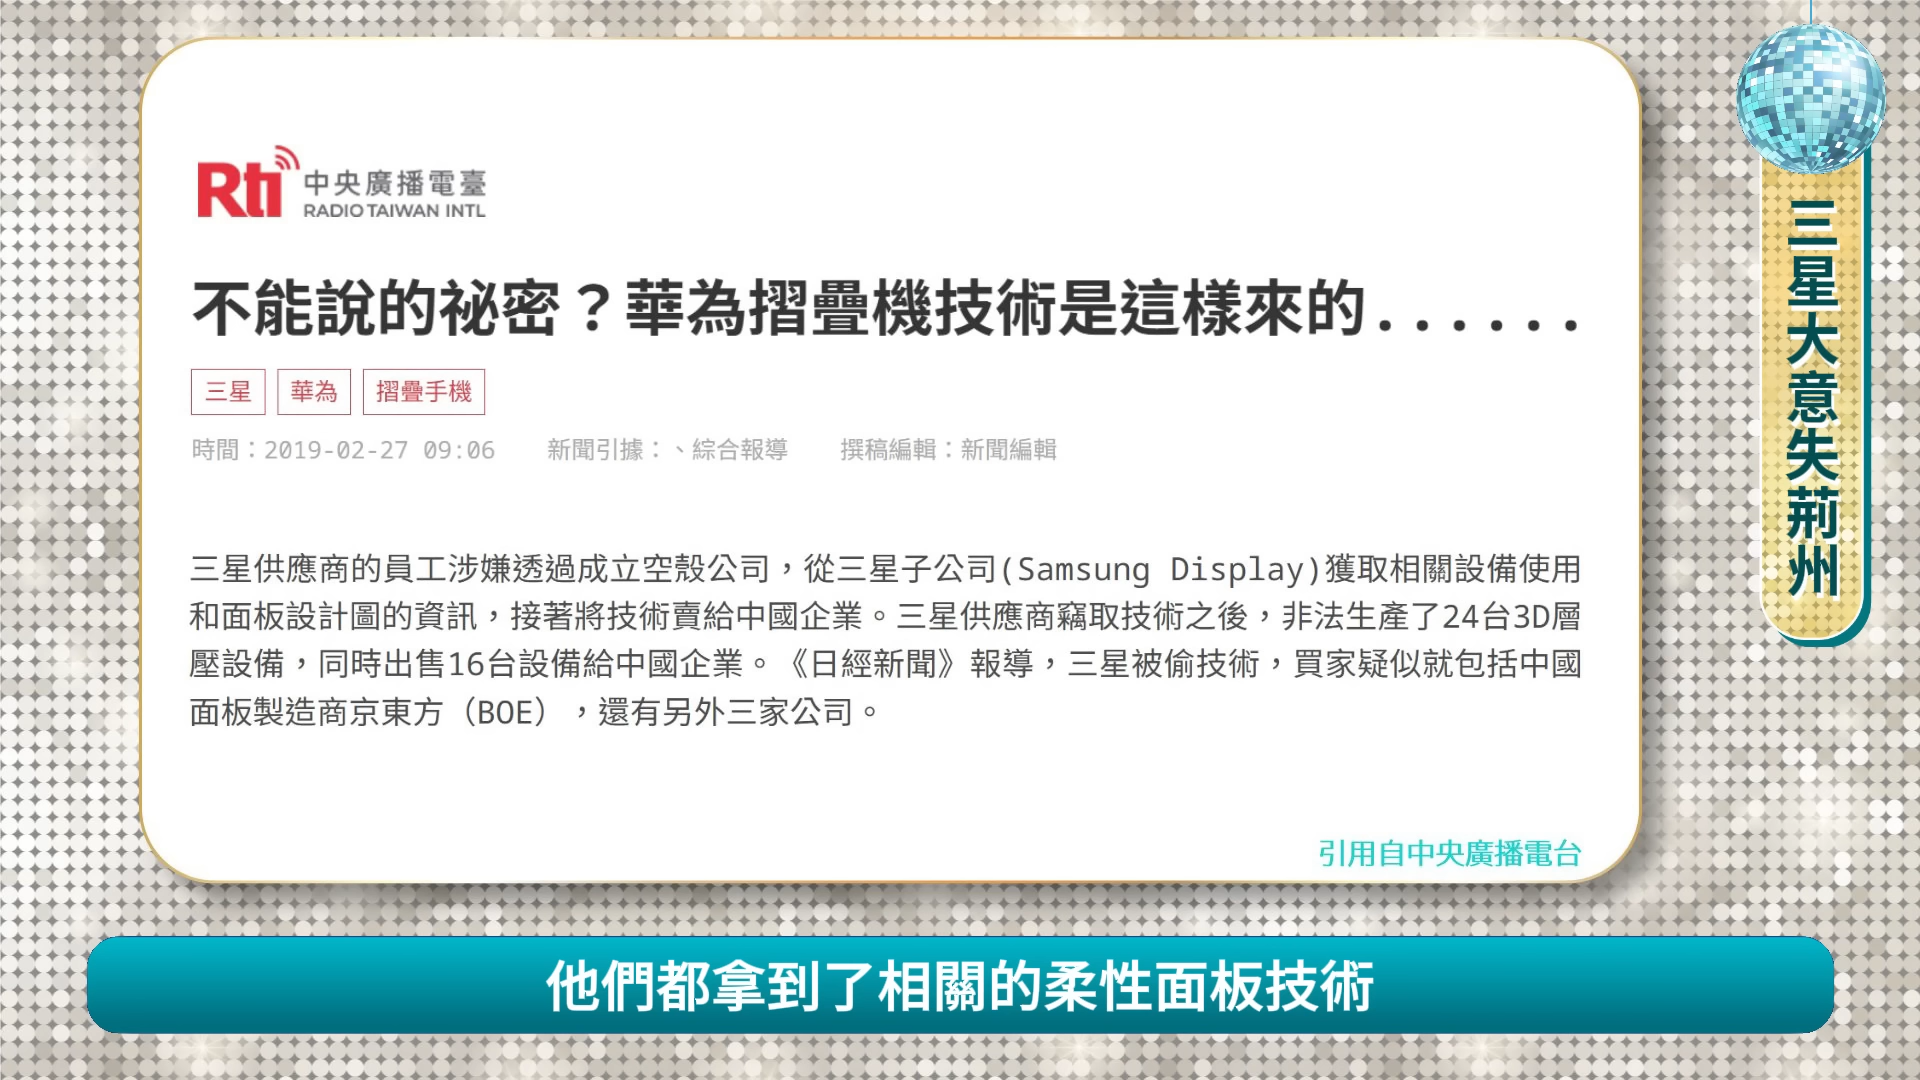 Rti 中央廣播電臺
RADIO TAIWAN INTL
不能說的祕密？華為摺疊機技術是這樣來的......
三星 華為 摺疊手機
時間：2019-02-27 09:06 新聞引據：、綜合報導 撰稿編輯：新聞編輯
三星供應商的員工涉嫌透過成立空殼公司，從三星子公司(Samsung Display)獲取相關設備使用
和面板設計圖的資訊，接著將技術賣給中國企業。三星供應商竊取技術之後，非法生產了24台3D層
壓設備，同時出售16台設備給中國企業。《日經新聞》報導，三星被偷技術，買家疑似就包括中國
面板製造商京東方（BOE），還有另外三家公司。
引用自中央廣播電台
三星大意失荊州
他們都拿到了相關的柔性面板技術